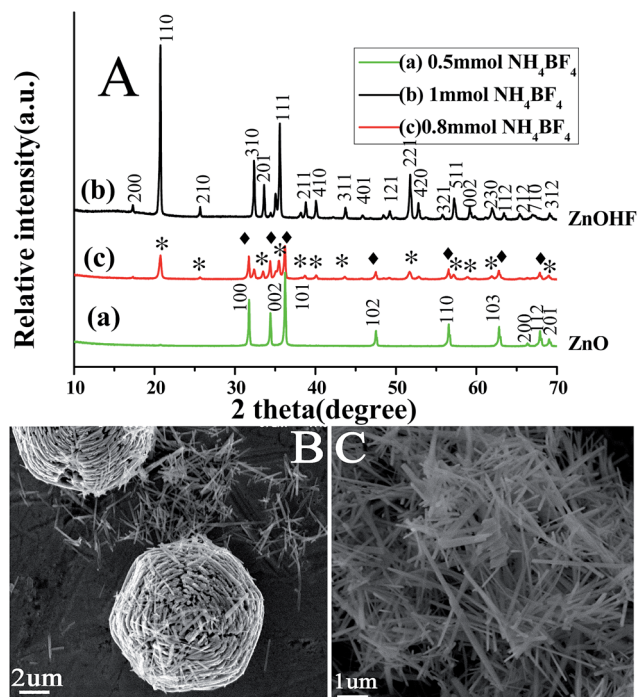 A
(a) 0.5mmol NH4BF4
(b) 1mmol NH4BF4
(c)0.8mmol NH4BF4
Relative intensity(a.u.)
(b)
110
200
210
310
201
111
211
410
311
401
121
221
420
321
511
002
230
112
212
710
312
ZnOHF
(c)
* * * * * * * * * * * *
♦ ♦ ♦ ♦ ♦ ♦ ♦
(a)
100
002
101
102
110
103
200
112
201
ZnO
10 20 30 40 50 60 70
2 theta(degree)
B
C
2um
1um